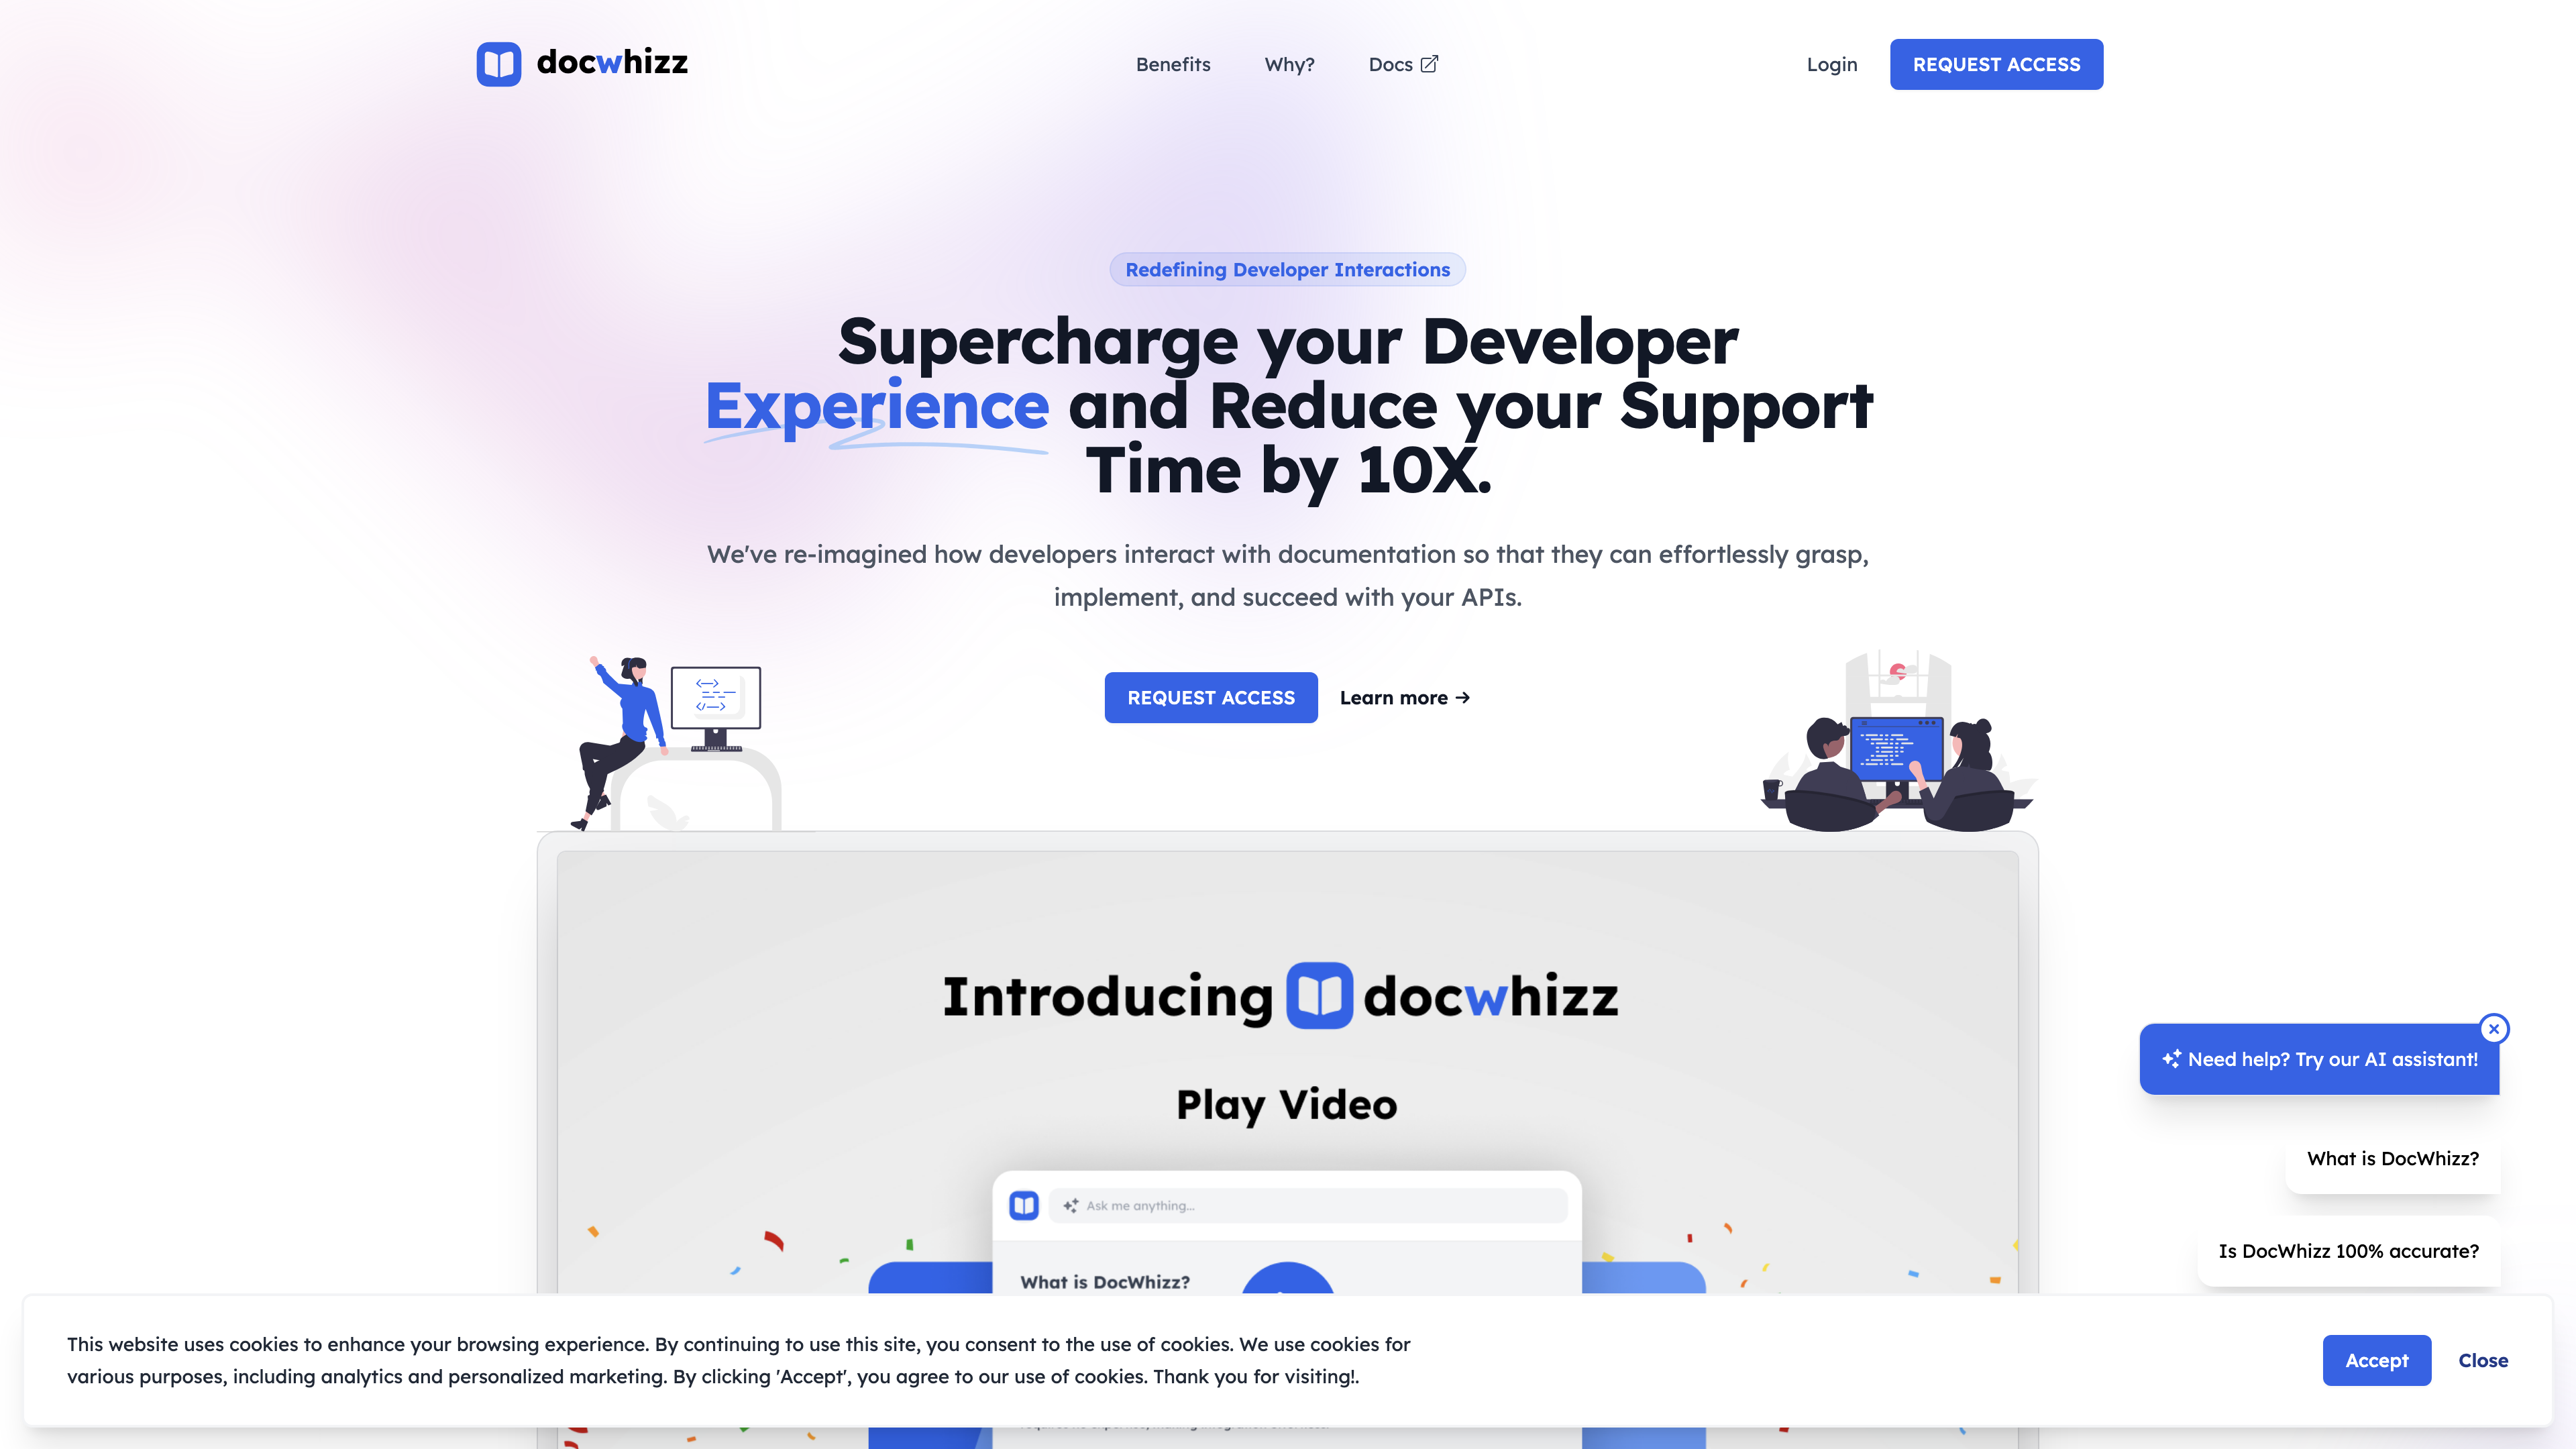 docwhizz
Benefits
Why?
Docs
Login
REQUEST ACCESS
Redefining Developer Interactions
Supercharge your Developer
Experience and Reduce your Support
Time by 10X.
We've re-imagined how developers interact with documentation so that they can effortlessly grasp,
implement, and succeed with your APIs.
REQUEST ACCESS
Learn more →
Introducing docwhizz
Play Video
Ask me anything...
What is DocWhizz?
Need help? Try our AI assistant!
What is DocWhizz?
Is DocWhizz 100% accurate?
This website uses cookies to enhance your browsing experience. By continuing to use this site, you consent to the use of cookies. We use cookies for
various purposes, including analytics and personalized marketing. By clicking 'Accept', you agree to our use of cookies. Thank you for visiting!.
Accept
Close